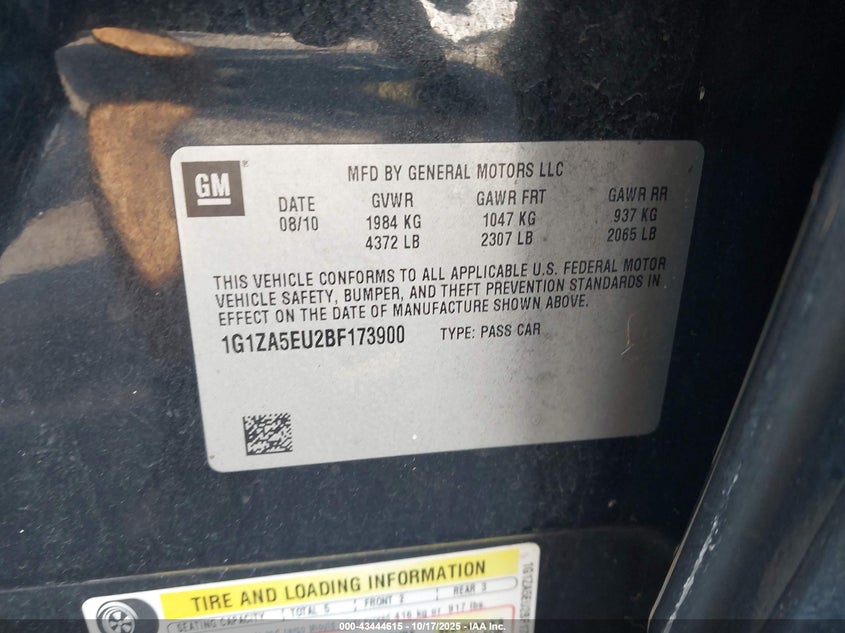 GM
®
MFD BY GENERAL MOTORS LLC
DATE GVWR GAWR FRT GAWR RR
08/10 1984 KG 1047 KG 937 KG
4372 LB 2307 LB 2065 LB
THIS VEHICLE CONFORMS TO ALL APPLICABLE U.S. FEDERAL MOTOR
VEHICLE SAFETY, BUMPER, AND THEFT PREVENTION STANDARDS IN
EFFECT ON THE DATE OF MANUFACTURE SHOWN ABOVE.
1G1ZA5EU2BF173900 TYPE: PASS CAR
TIRE AND LOADING INFORMATION
SEATING CAPACITY TOTAL 5 FRONT 2 REAR 3
000-43444615 - 10/17/2025 - IAA Inc.